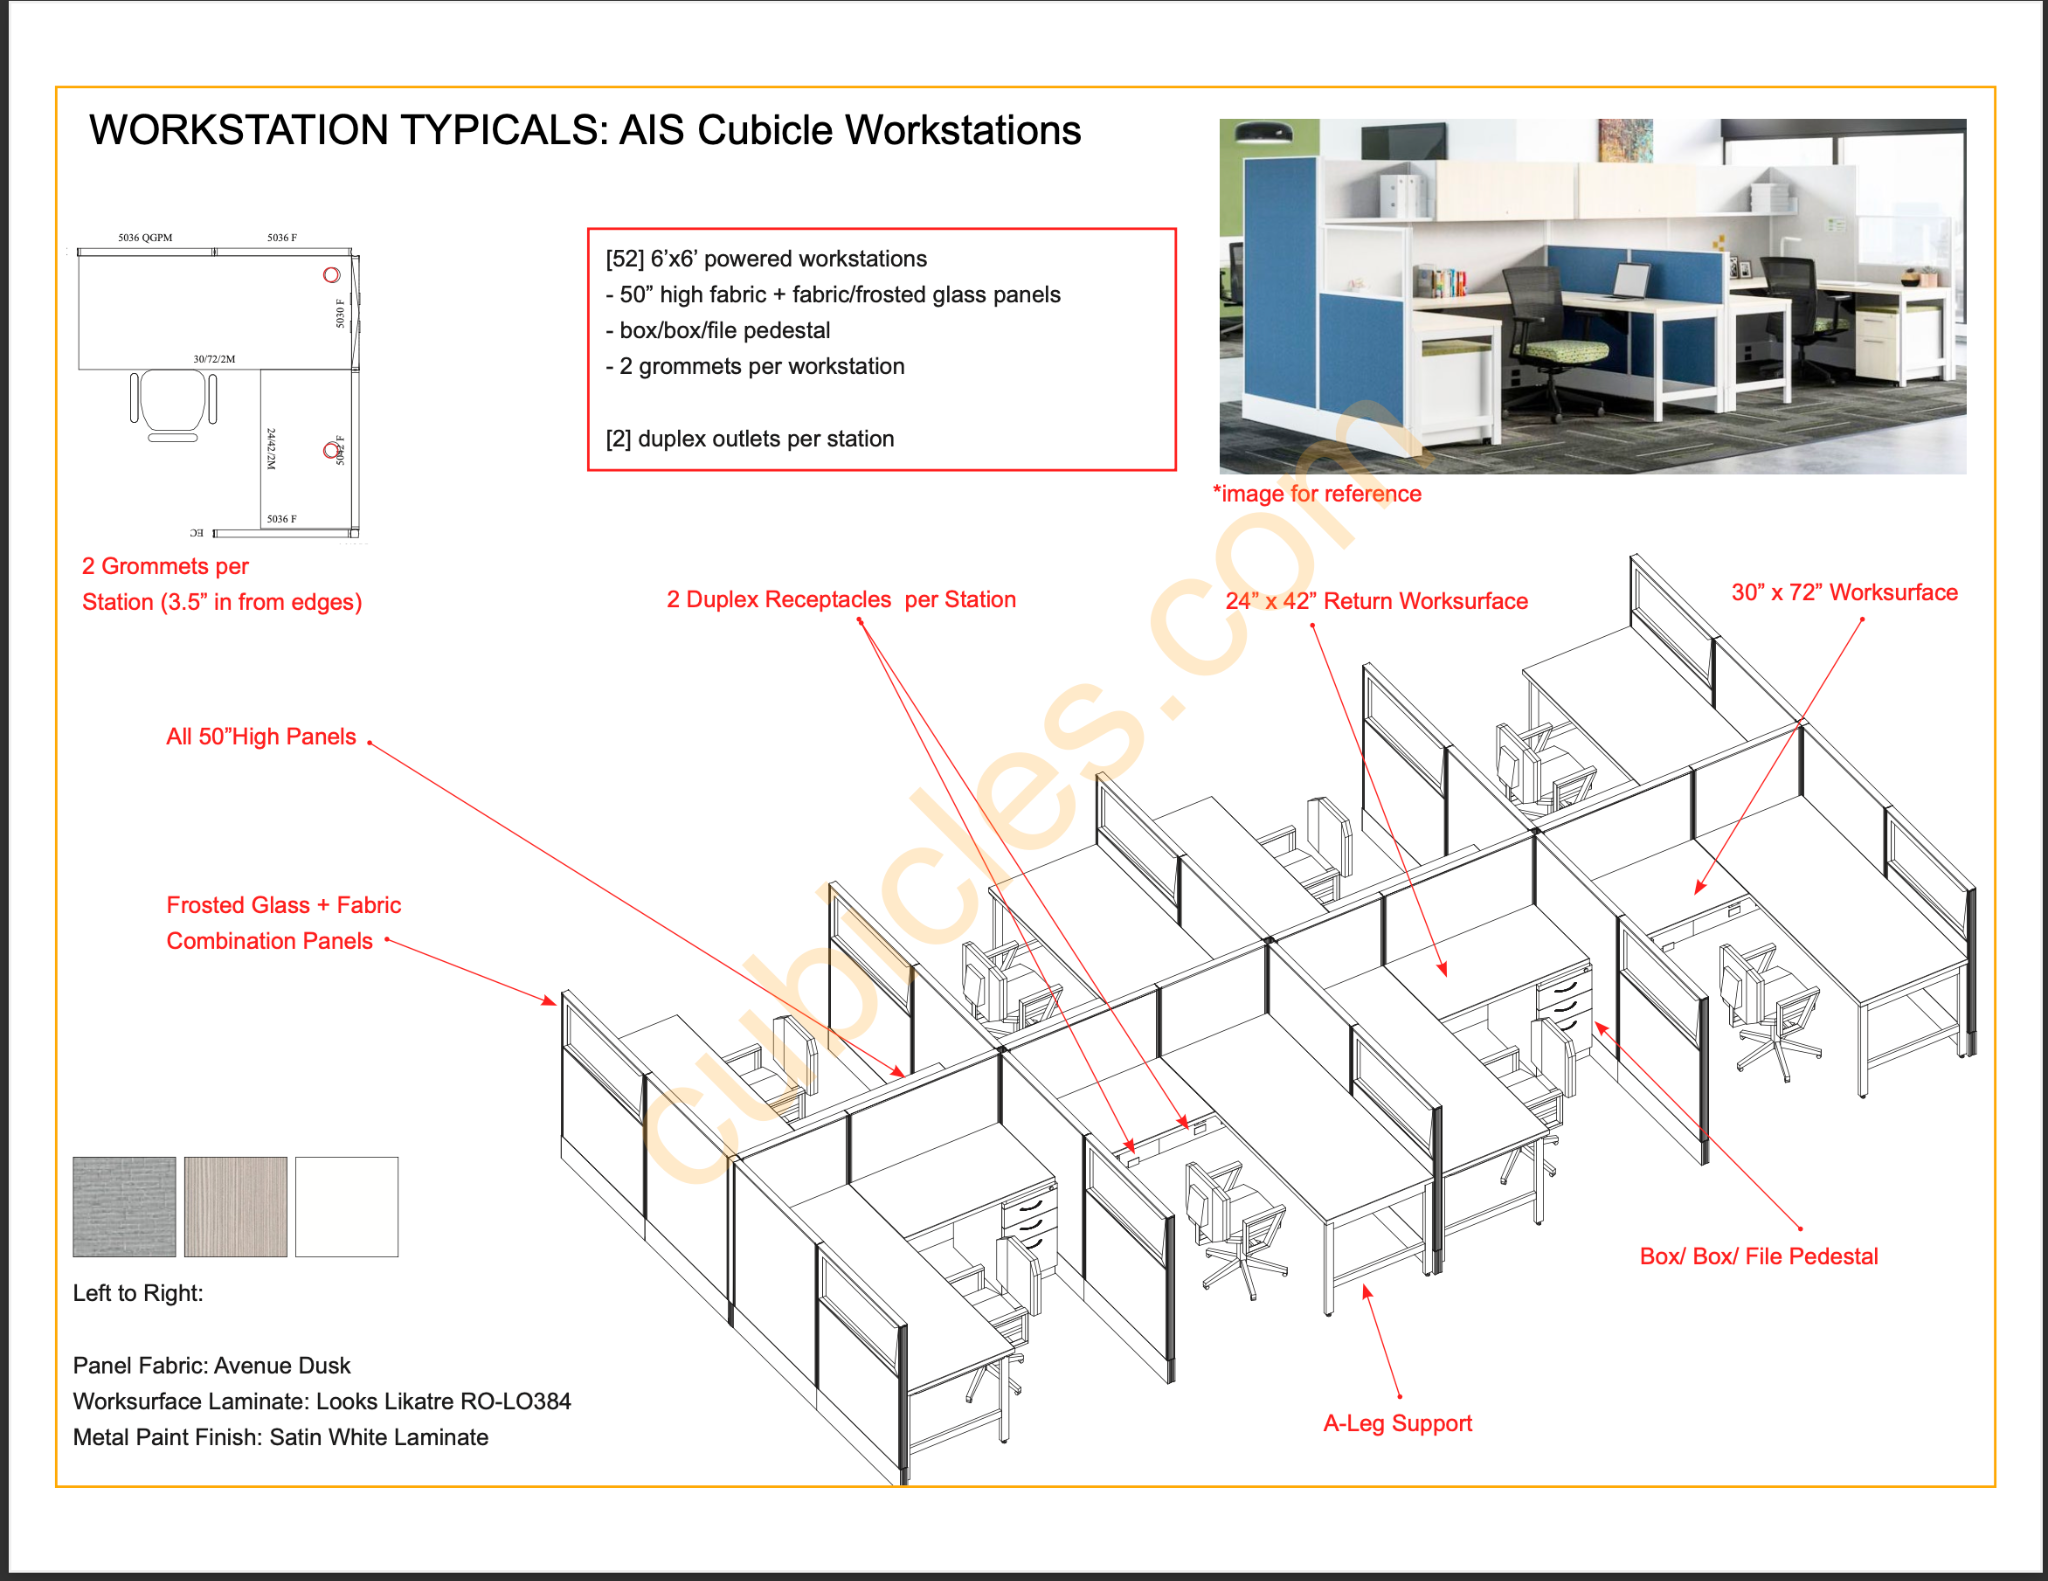 WORKSTATION TYPICALS: AIS Cubicle Workstations
5036 QGPM
5036 F
5030 F
30/72/2M
24/42/2M
5036 F
EC
2 Grommets per
Station (3.5” in from edges)
[52] 6’x6’ powered workstations
- 50” high fabric + fabric/frosted glass panels
- box/box/file pedestal
- 2 grommets per workstation
[2] duplex outlets per station
*image for reference
2 Duplex Receptacles per Station
24” x 42” Return Worksurface
30” x 72” Worksurface
All 50”High Panels
Frosted Glass + Fabric
Combination Panels
cubicles.com
Box/ Box/ File Pedestal
A-Leg Support
Left to Right:
Panel Fabric: Avenue Dusk
Worksurface Laminate: Looks Likatre RO-LO384
Metal Paint Finish: Satin White Laminate